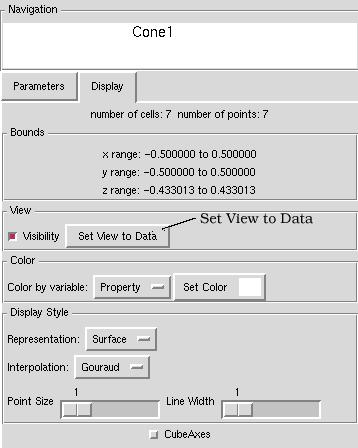 Navigation
Cone1
Parameters Display
number of cells: 7 number of points: 7
Bounds
x range: −0.500000 to 0.500000
y range: −0.500000 to 0.500000
z range: −0.433013 to 0.433013
View
Set View to Data
Visibility Set View to Data
Color
Color by variable: Property Set Color
Display Style
Representation: Surface
Interpolation: Gouraud
1 1
Point Size Line Width
CubeAxes